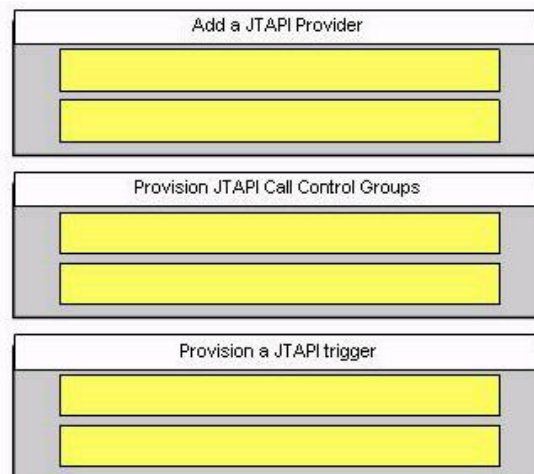 Add a JTAPI Provider
Provision JTAPI Call Control Groups
Provision a JTAPI trigger